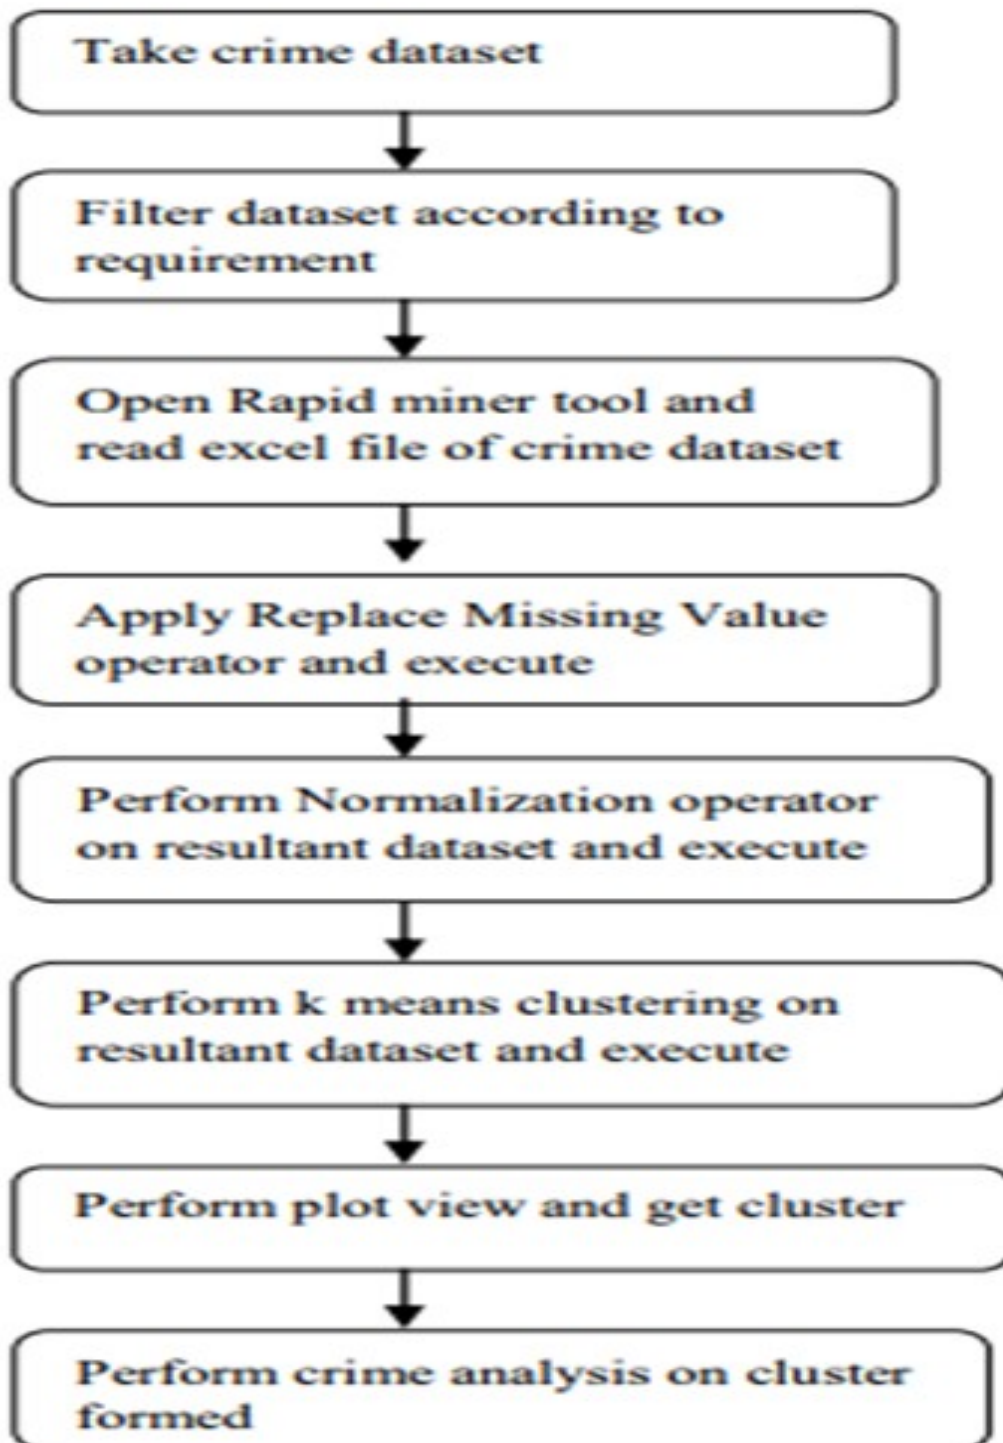 Take crime dataset
Filter dataset according to
requirement
Open Rapid miner tool and
read excel file of crime dataset
Apply Replace Missing Value
operator and execute
Perform Normalization operator
on resultant dataset and execute
Perform k means clustering on
resultant dataset and execute
Perform plot view and get cluster
Perform crime analysis on cluster
formed